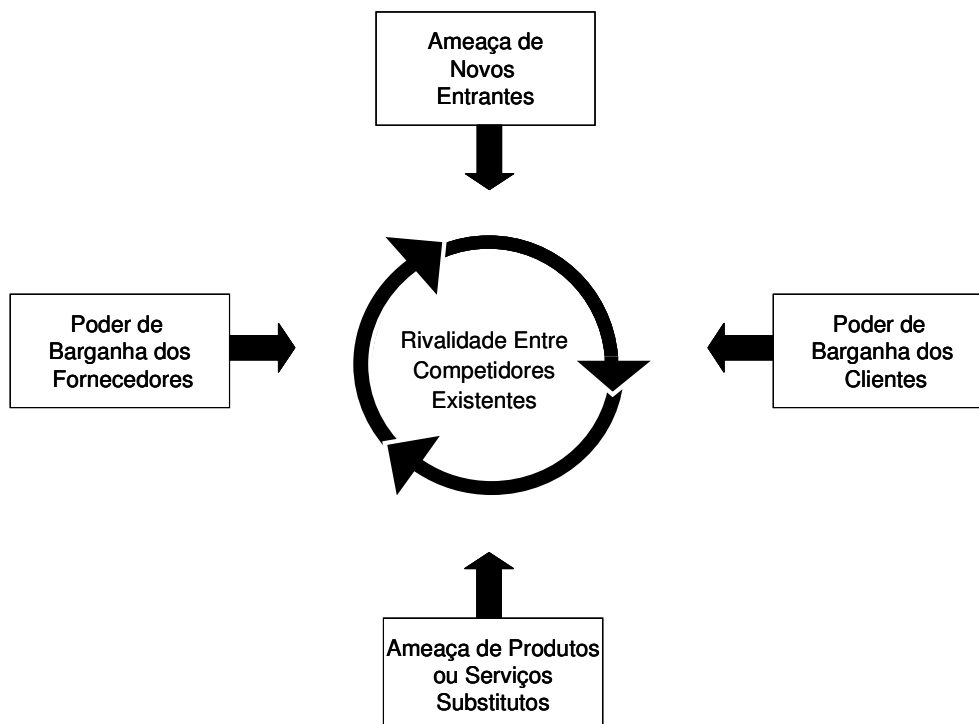 Ameaça de
Novos
Entrantes
Poder de
Barganha dos
Fornecedores
Rivalidade Entre
Competidores
Existentes
Poder de
Barganha dos
Clientes
Ameaça de Produtos
ou Serviços
Substitutos